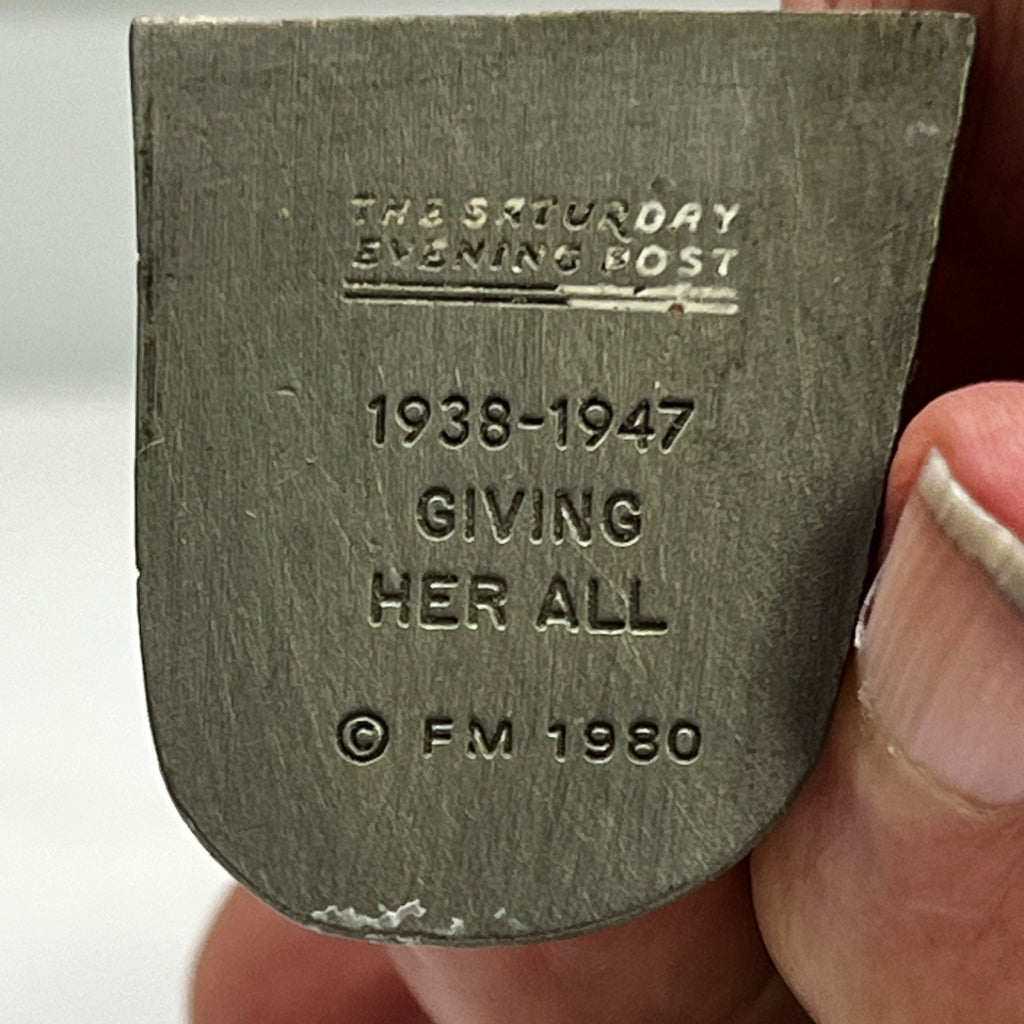 THE SATURDAY
EVENING POST
1938-1947
GIVING
HER ALL
© FM 1980